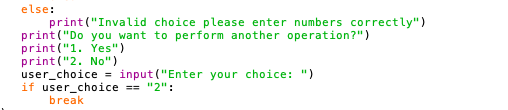 else:
    print("Invalid choice please enter numbers correctly")
print("Do you want to perform another operation?")
print("1. Yes")
print("2. No")
user_choice = input("Enter your choice: ")
if user_choice == "2":
    break